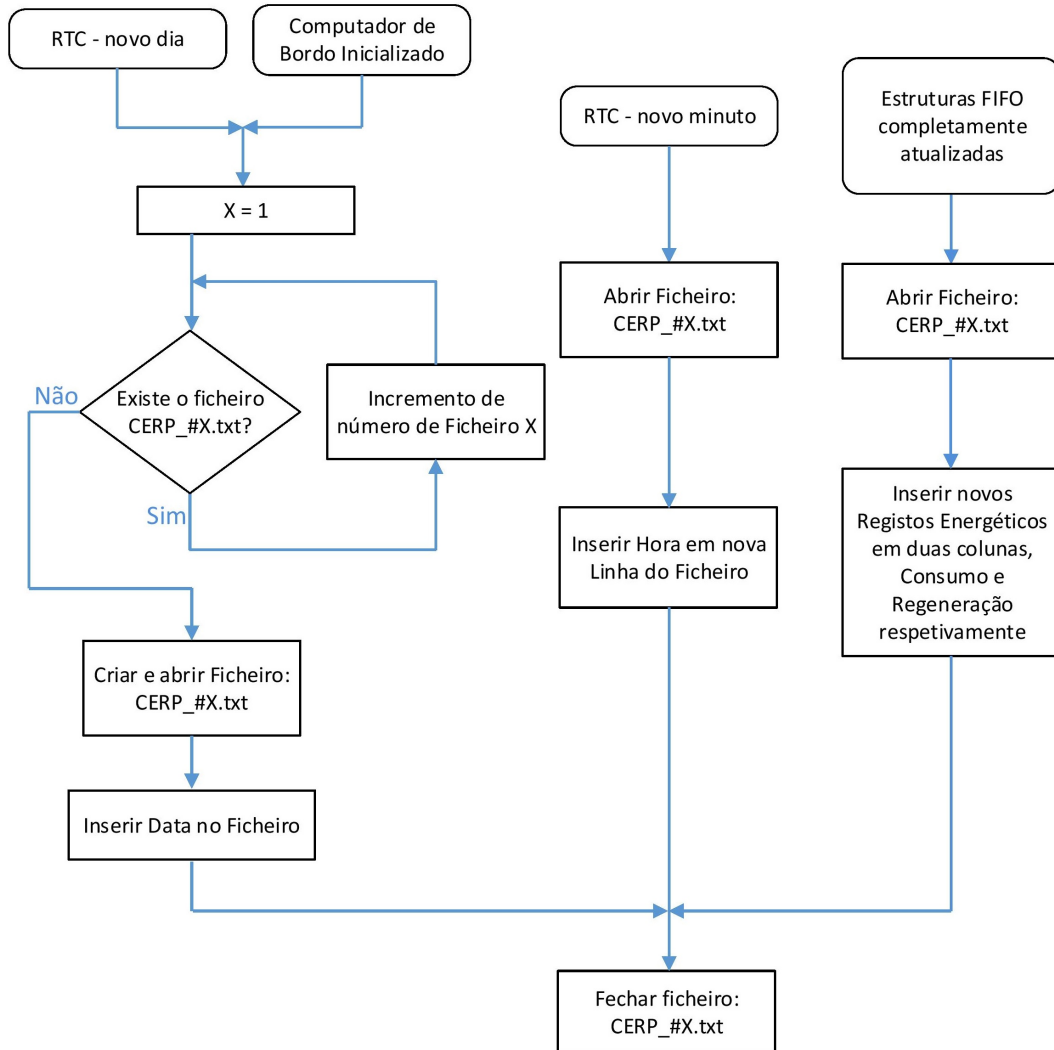 RTC - novo dia
Computador de
Bordo Inicializado
X = 1
Existe o ficheiro
CERP_#X.txt?
Não
Sim
Incremento de
número de Ficheiro X
Criar e abrir Ficheiro:
CERP_#X.txt
Inserir Data no Ficheiro
RTC - novo minuto
Abrir Ficheiro:
CERP_#X.txt
Inserir Hora em nova
Linha do Ficheiro
Estruturas FIFO
completamente
atualizadas
Abrir Ficheiro:
CERP_#X.txt
Inserir novos
Registos Energéticos
em duas colunas,
Consumo e
Regeneração
respetivamente
Fechar ficheiro:
CERP_#X.txt